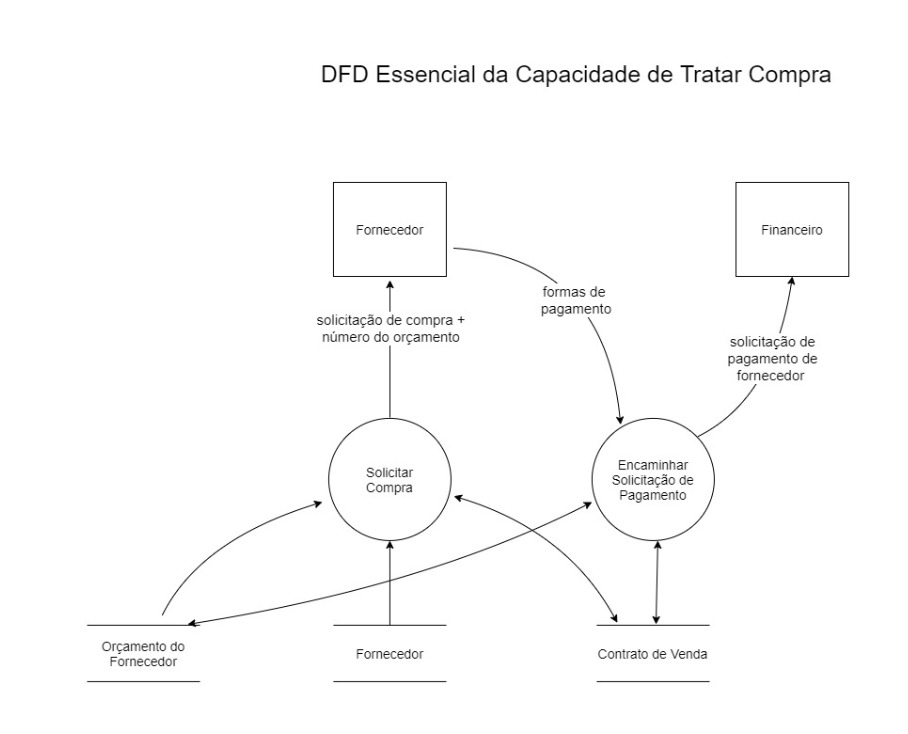 DFD Essencial da Capacidade de Tratar Compra
Fornecedor
Financeiro
formas de
pagamento
solicitação de compra +
número do orçamento
solicitação de
pagamento de
fornecedor
Solicitar
Compra
Encaminhar
Solicitação de
Pagamento
Orçamento do
Fornecedor
Fornecedor
Contrato de Venda